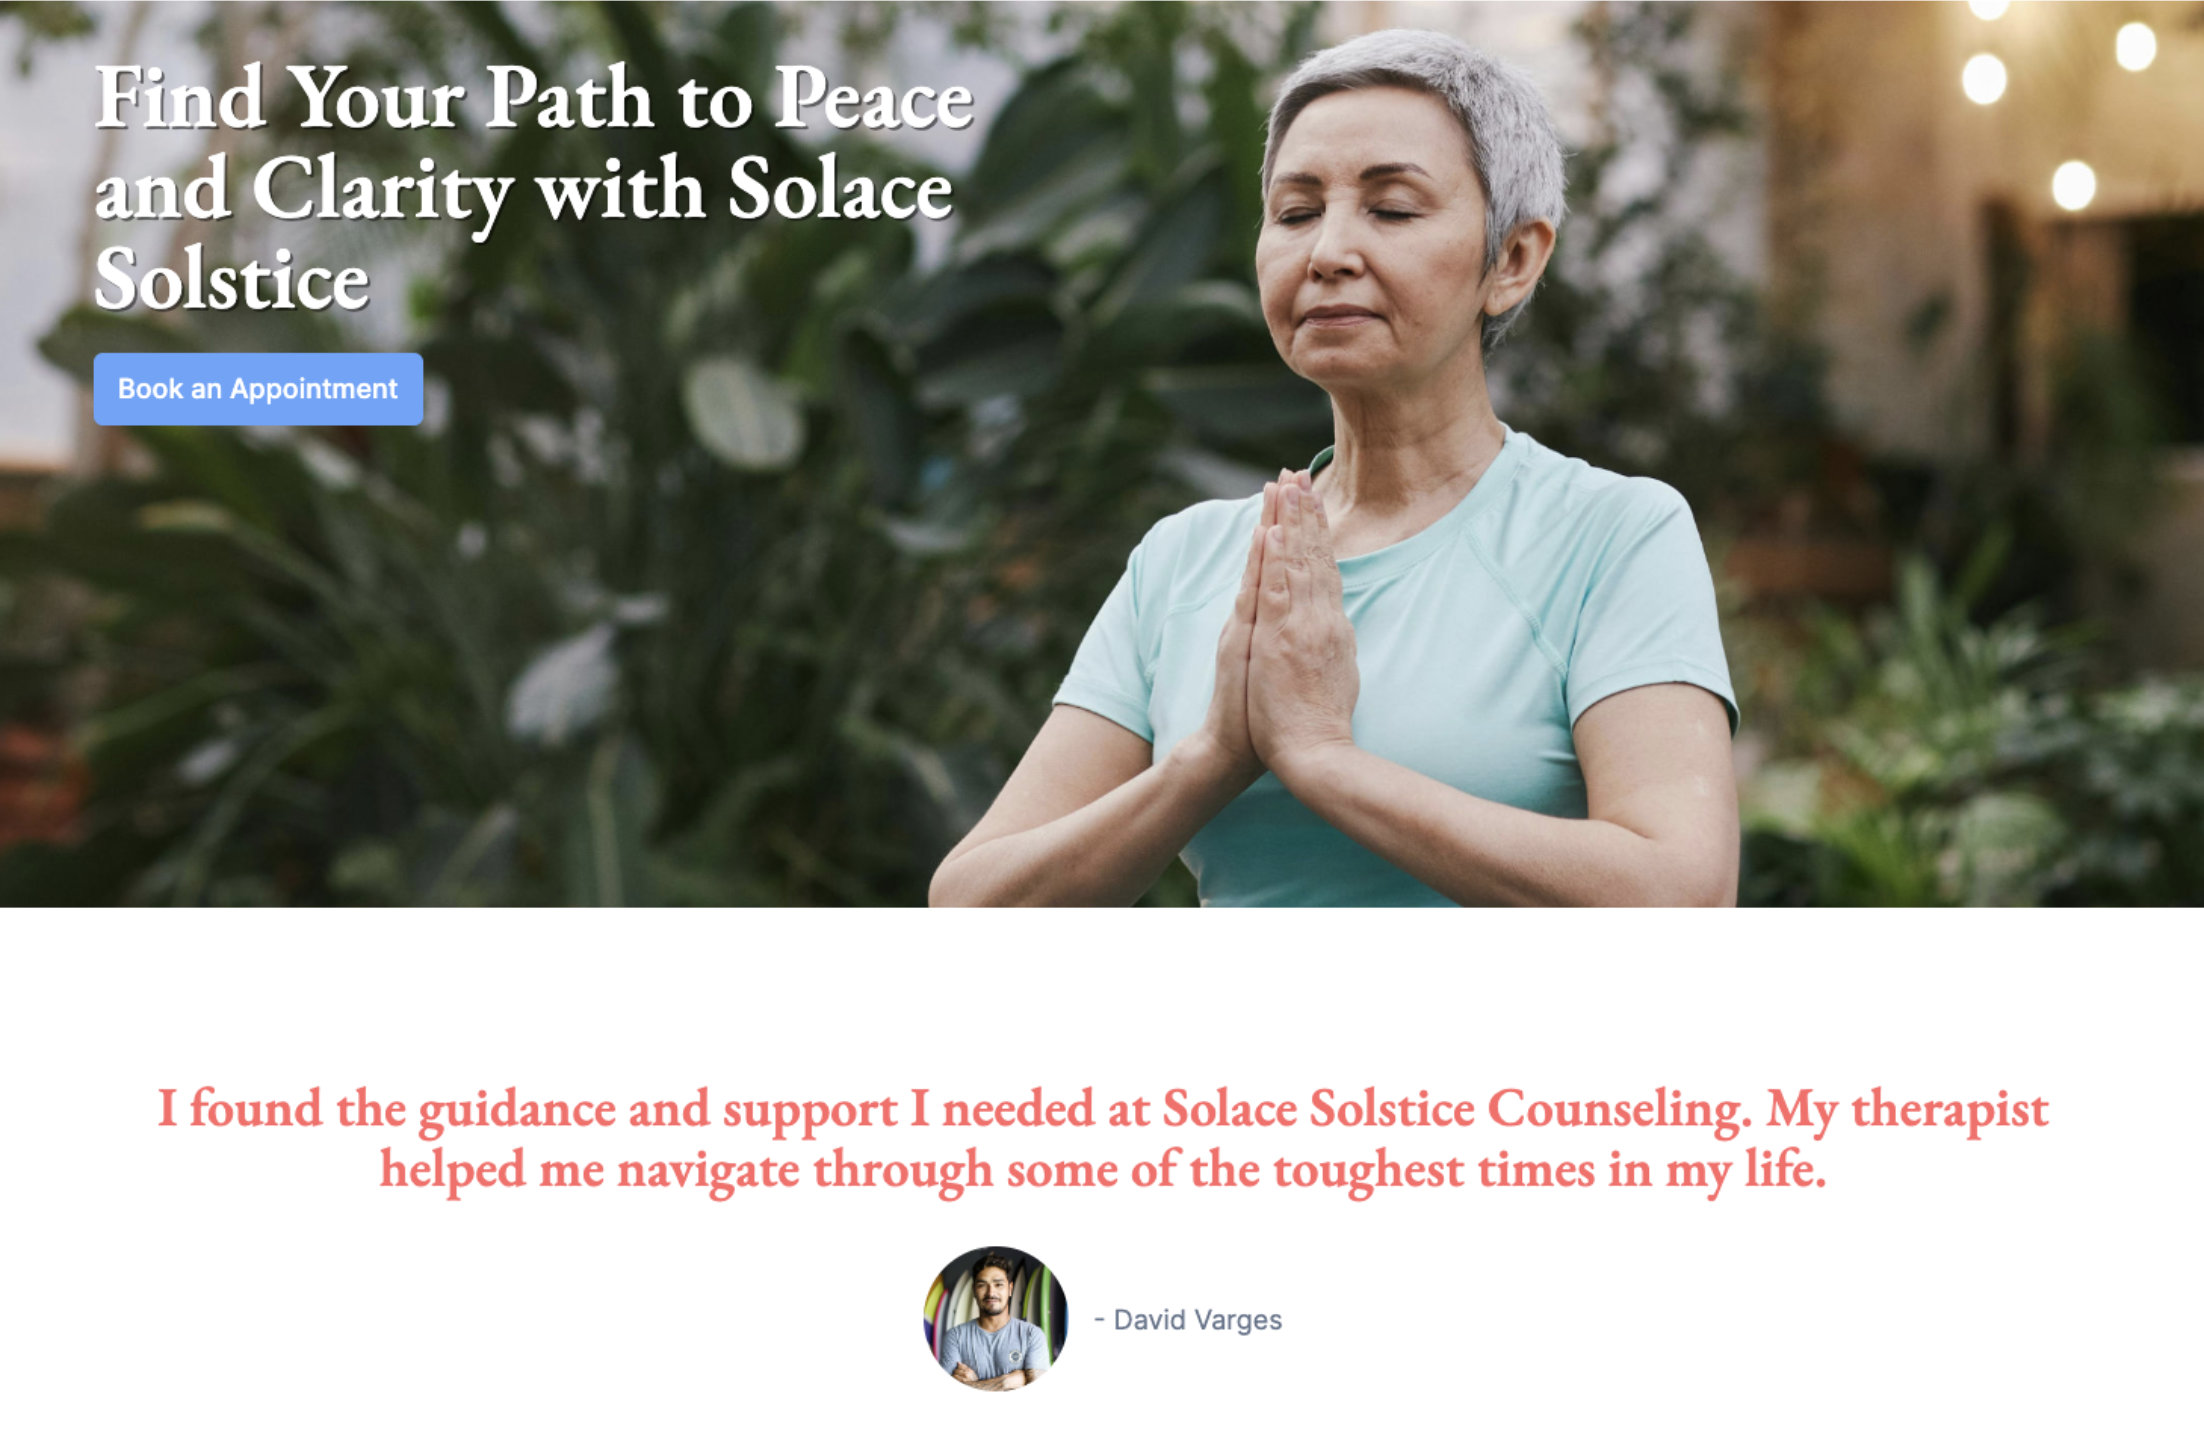 Find Your Path to Peace
and Clarity with Solace
Solstice
Book an Appointment
I found the guidance and support I needed at Solace Solstice Counseling. My therapist
helped me navigate through some of the toughest times in my life.
- David Varges